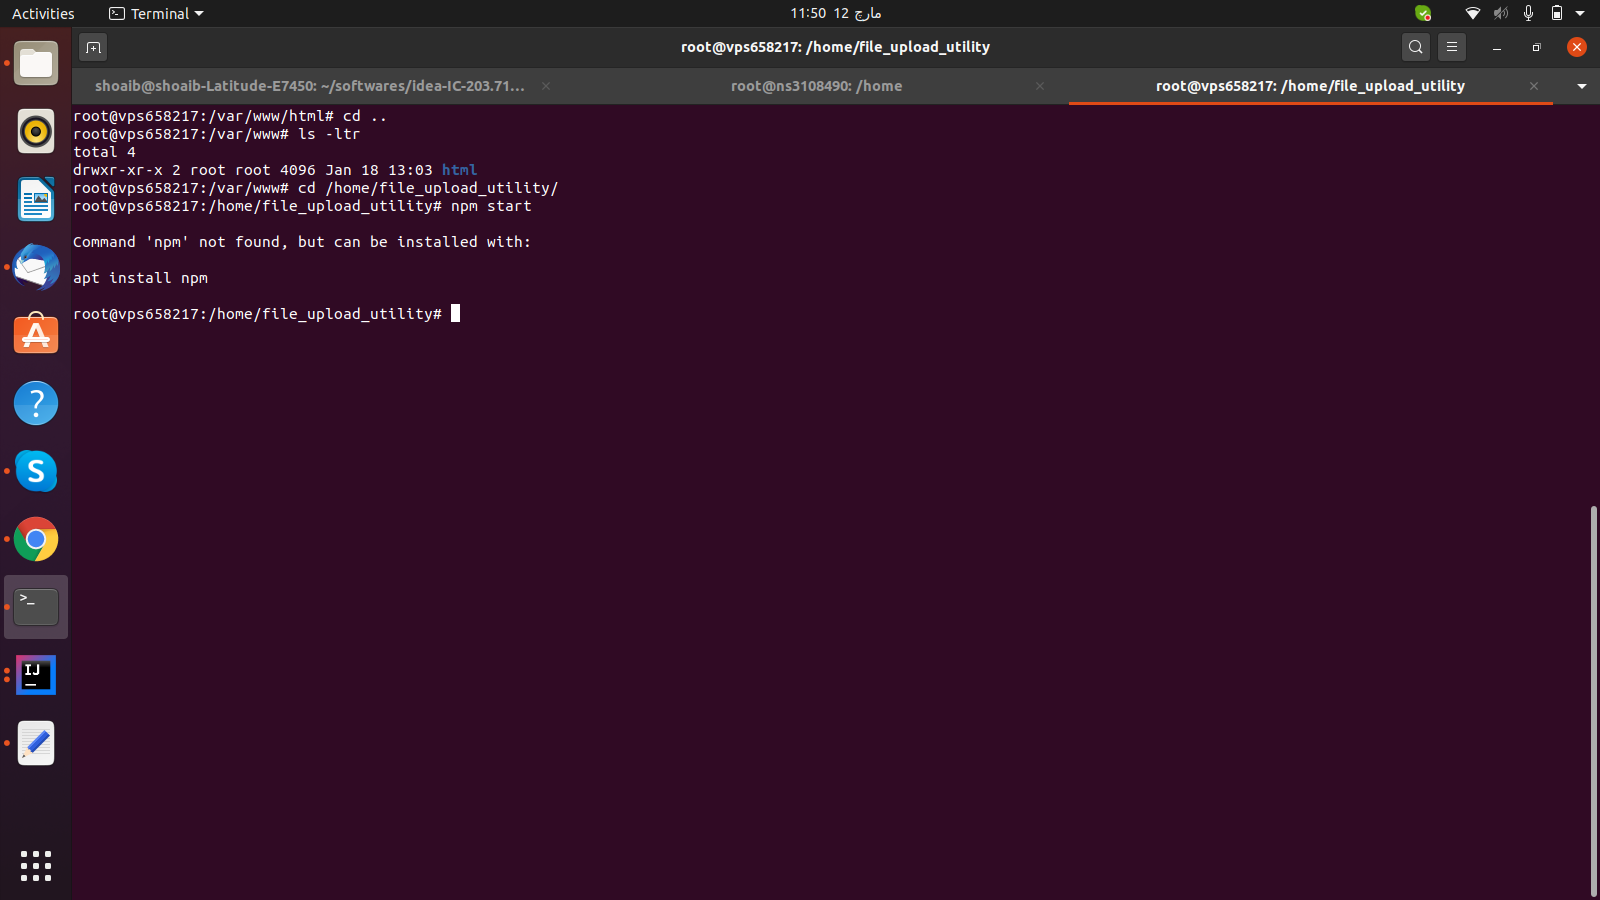 Activities
Terminal
11:50 12 مارچ
root@vps658217: /home/file_upload_utility
shoaib@shoaib-Latitude-E7450: ~/softwares/idea-IC-203.71...
root@ns3108490: /home
root@vps658217: /home/file_upload_utility
root@vps658217:/var/www/html# cd ..
root@vps658217:/var/www# ls -ltr
total 4
drwxr-xr-x 2 root root 4096 Jan 18 13:03 html
root@vps658217:/var/www# cd /home/file_upload_utility/
root@vps658217:/home/file_upload_utility# npm start
Command 'npm' not found, but can be installed with:
apt install npm
root@vps658217:/home/file_upload_utility#